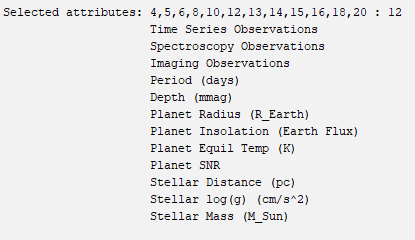 Selected attributes: 4,5,6,8,10,12,13,14,15,16,18,20 : 12
Time Series Observations
Spectroscopy Observations
Imaging Observations
Period (days)
Depth (mmag)
Planet Radius (R_Earth)
Planet Insolation (Earth Flux)
Planet Equil Temp (K)
Planet SNR
Stellar Distance (pc)
Stellar log(g) (cm/s^2)
Stellar Mass (M_Sun)